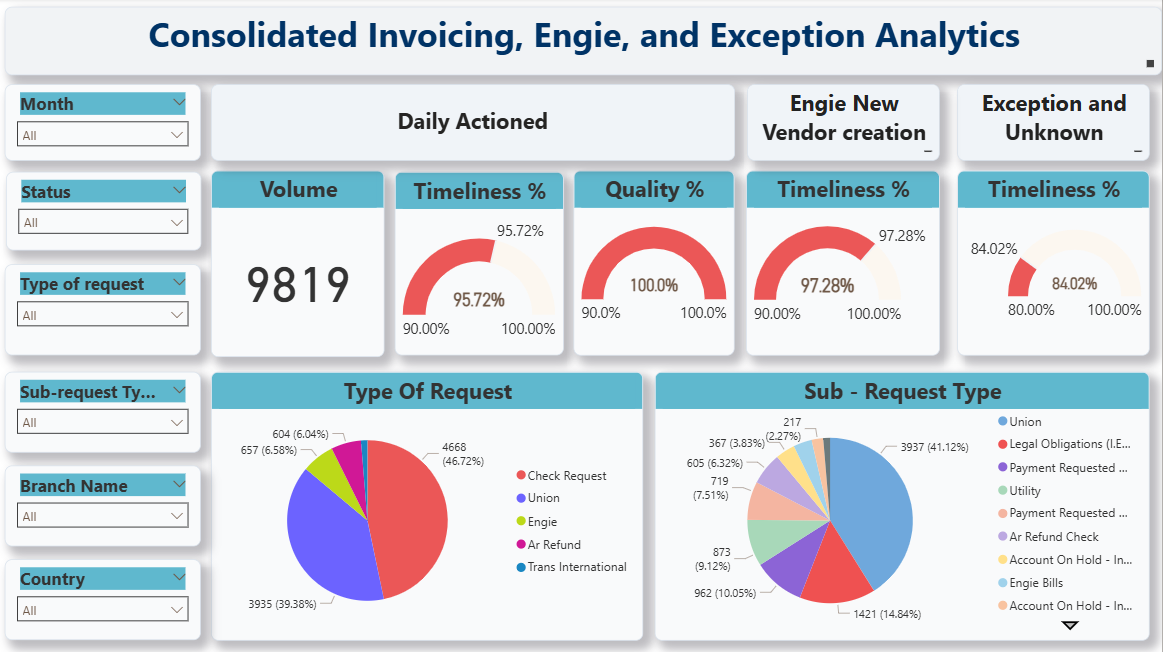 Consolidated Invoicing, Engie, and Exception Analytics
Month
All
Status
All
Type of request
All
Sub-request Ty...
All
Branch Name
All
Country
All
Daily Actioned
Engie New
Vendor creation
Exception and
Unknown
Volume
9819
Timeliness %
95.72%
95.72%
90.00%
100.00%
Quality %
100.0%
90.0%
100.0%
Timeliness %
97.28%
97.28%
90.00%
100.00%
Timeliness %
84.02%
84.02%
80.00%
100.00%
Type Of Request
604 (6.04%)
657 (6.58%)
4668
(46.72%)
3935 (39.38%)
Check Request
Union
Engie
Ar Refund
Trans International
Sub - Request Type
217
(2.27%)
367 (3.83%)
605 (6.32%)
719
(7.51%)
873
(9.12%)
962 (10.05%)
1421 (14.84%)
3937 (41.12%)
Union
Legal Obligations (I.E...
Payment Requested ...
Utility
Payment Requested ...
Ar Refund Check
Account On Hold - In...
Engie Bills
Account On Hold - In...